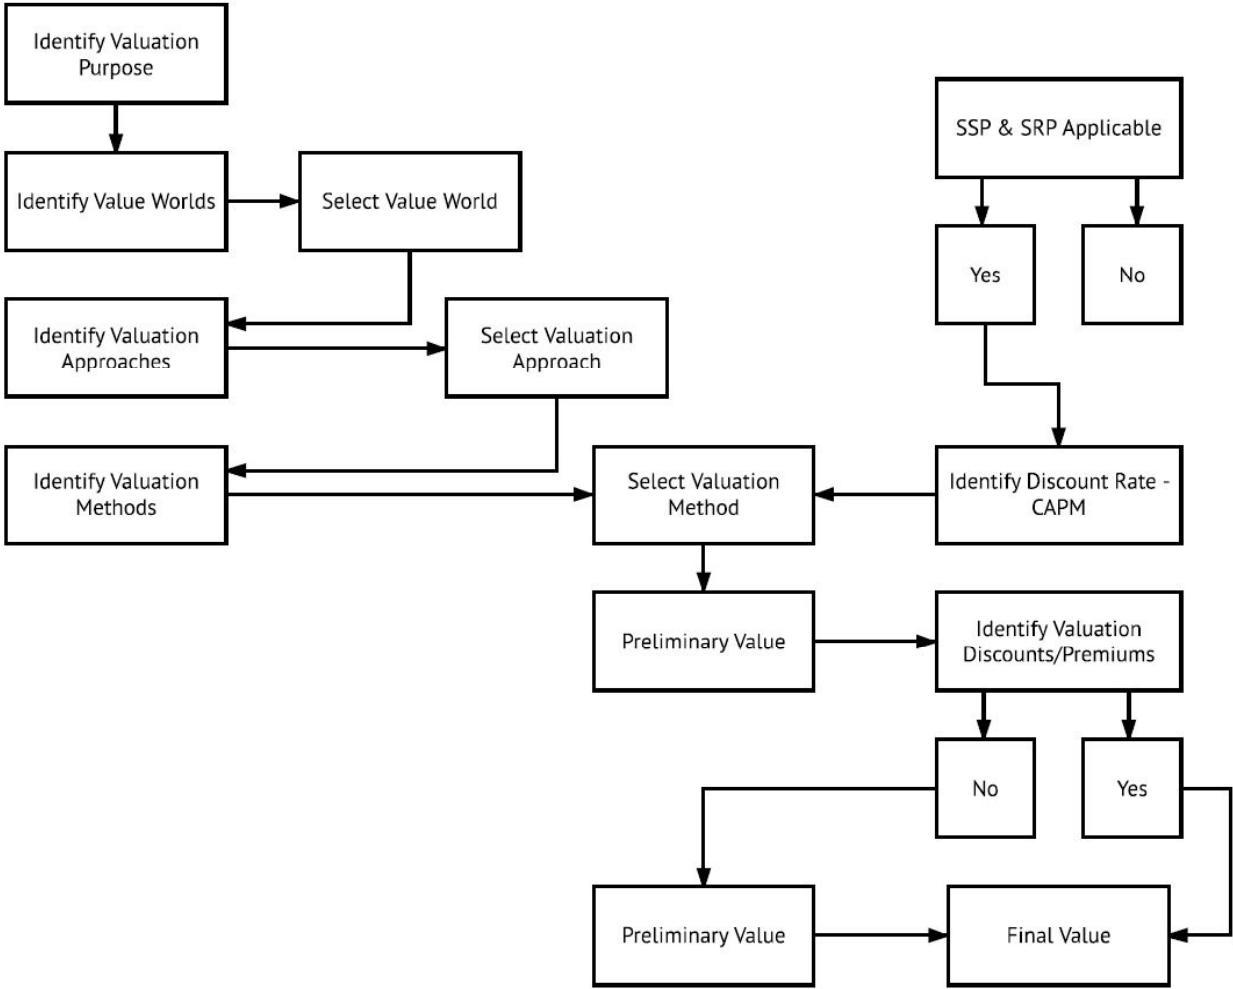 Identify Valuation
Purpose
SSP & SRP Applicable
Identify Value Worlds
Select Value World
Yes
No
Identify Valuation
Approaches
Select Valuation
Approach
Identify Valuation
Methods
Select Valuation
Method
Identify Discount Rate -
CAPM
Preliminary Value
Identify Valuation
Discounts/Premiums
No
Yes
Preliminary Value
Final Value